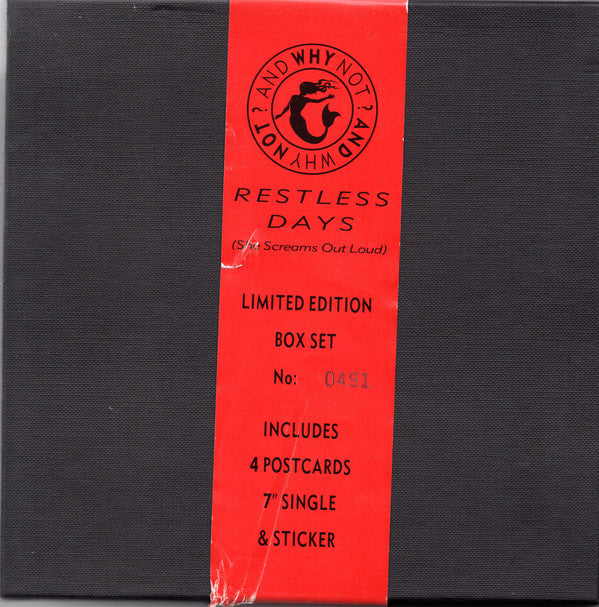 AND WHY NOT? AND WHY NOT?
RESTLESS
DAYS
(She Screams Out Loud)
LIMITED EDITION
BOX SET
No: 0491
INCLUDES
4 POSTCARDS
7" SINGLE
& STICKER